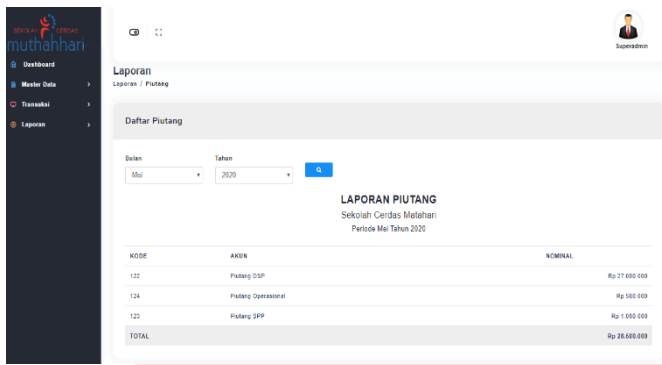 SEKOLAH CERDAS
muthahhari
Superadmin
Dashboard
Master Data
Transaksi
Laporan
Laporan
Laporan / Piutang
Daftar Piutang
Bulan Tahun
Mei 2020
LAPORAN PIUTANG
Sekolah Cerdas Matahari
Periode Mei Tahun 2020
KODE AKUN NOMINAL
122 Piutang DSP Rp 27.000.000
124 Piutang Operasional Rp 500.000
123 Piutang SPP Rp 1.000.000
TOTAL Rp 28.600.000